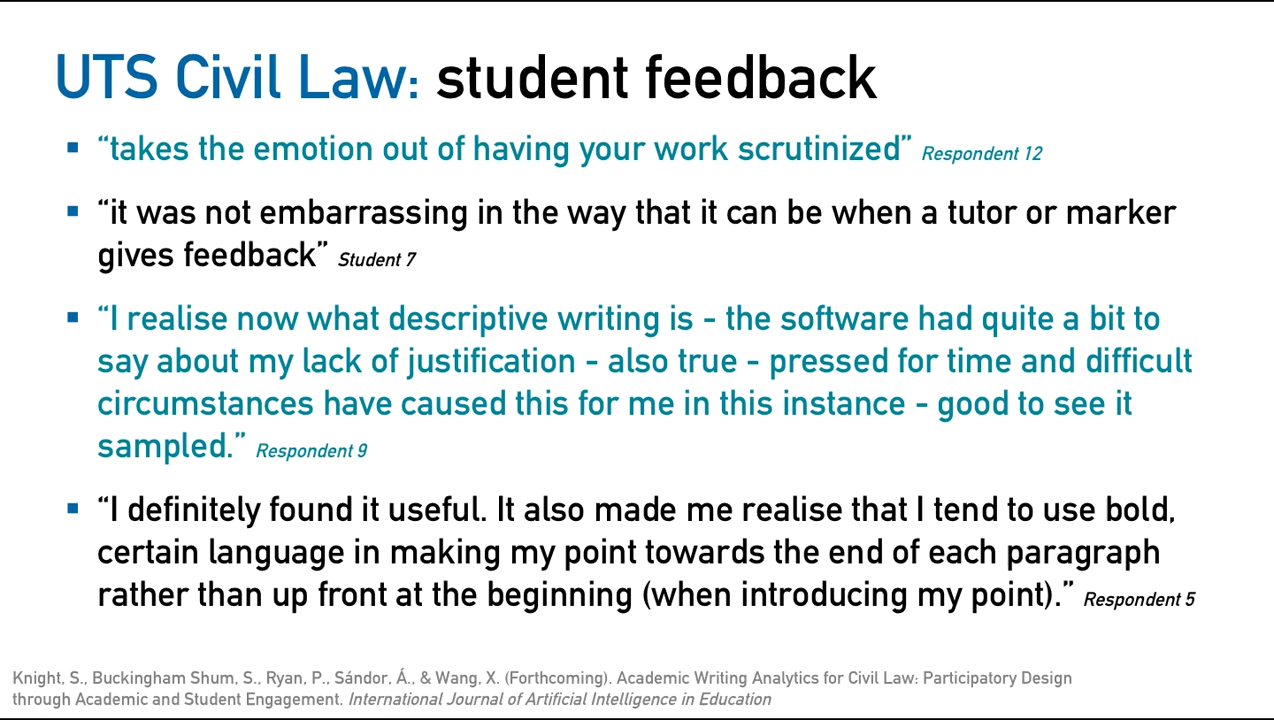 UTS Civil Law: student feedback
▪ “takes the emotion out of having your work scrutinized” Respondent 12
▪ “it was not embarrassing in the way that it can be when a tutor or marker
gives feedback” Student 7
▪ “I realise now what descriptive writing is - the software had quite a bit to
say about my lack of justification - also true - pressed for time and difficult
circumstances have caused this for me in this instance - good to see it
sampled.” Respondent 9
▪ “I definitely found it useful. It also made me realise that I tend to use bold,
certain language in making my point towards the end of each paragraph
rather than up front at the beginning (when introducing my point).” Respondent 5
Knight, S., Buckingham Shum, S., Ryan, P., Sándor, Á., & Wang, X. (Forthcoming). Academic Writing Analytics for Civil Law: Participatory Design
through Academic and Student Engagement. International Journal of Artificial Intelligence in Education